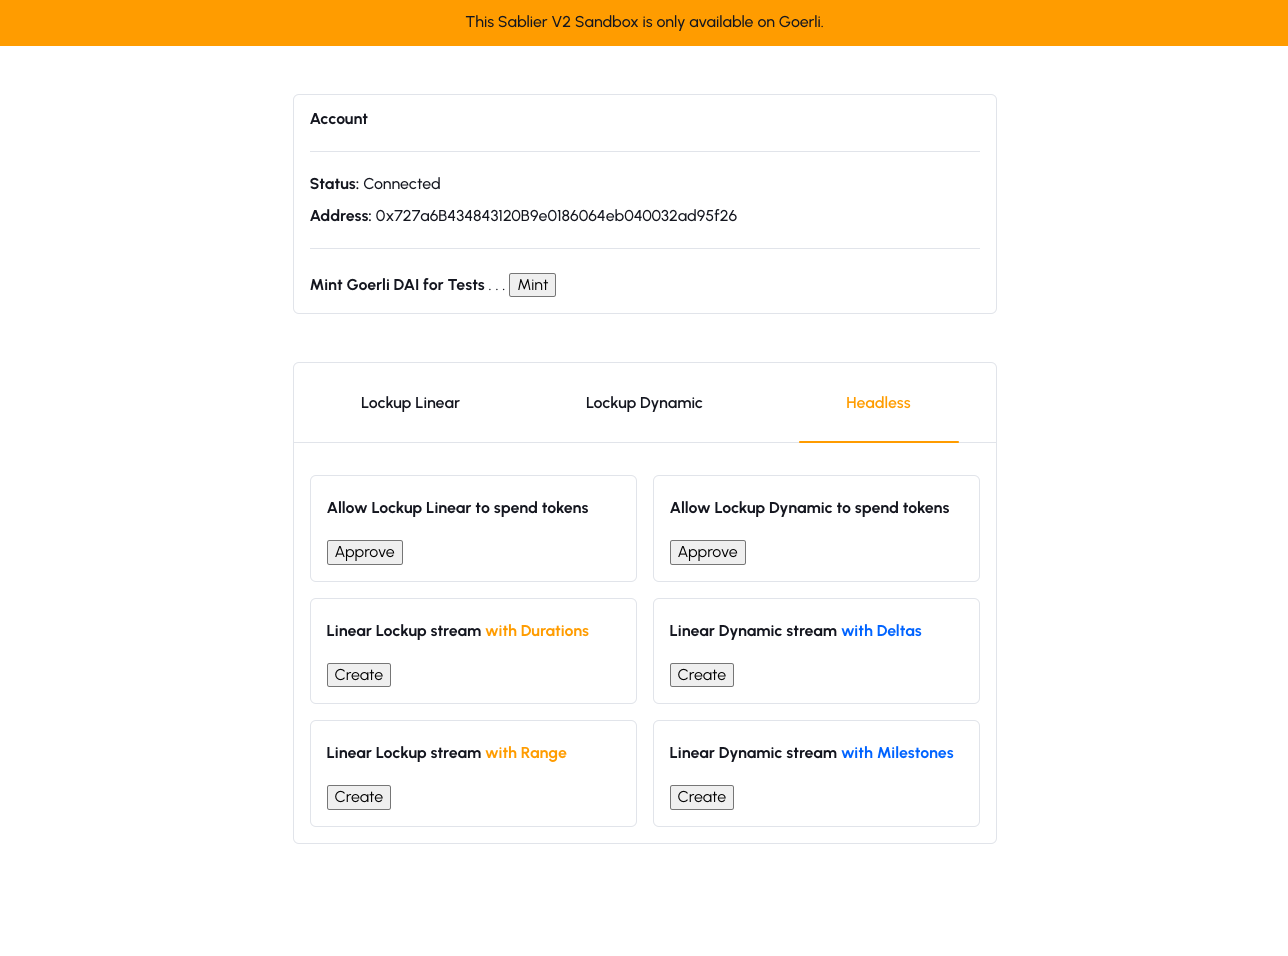 This Sablier V2 Sandbox is only available on Goerli.
Account
Status: Connected
Address: 0x727a6B434843120B9e0186064eb040032ad95f26
Mint Goerli DAI for Tests . . . Mint
Lockup Linear Lockup Dynamic Headless
Allow Lockup Linear to spend tokens
Approve
Allow Lockup Dynamic to spend tokens
Approve
Linear Lockup stream with Durations
Create
Linear Dynamic stream with Deltas
Create
Linear Lockup stream with Range
Create
Linear Dynamic stream with Milestones
Create